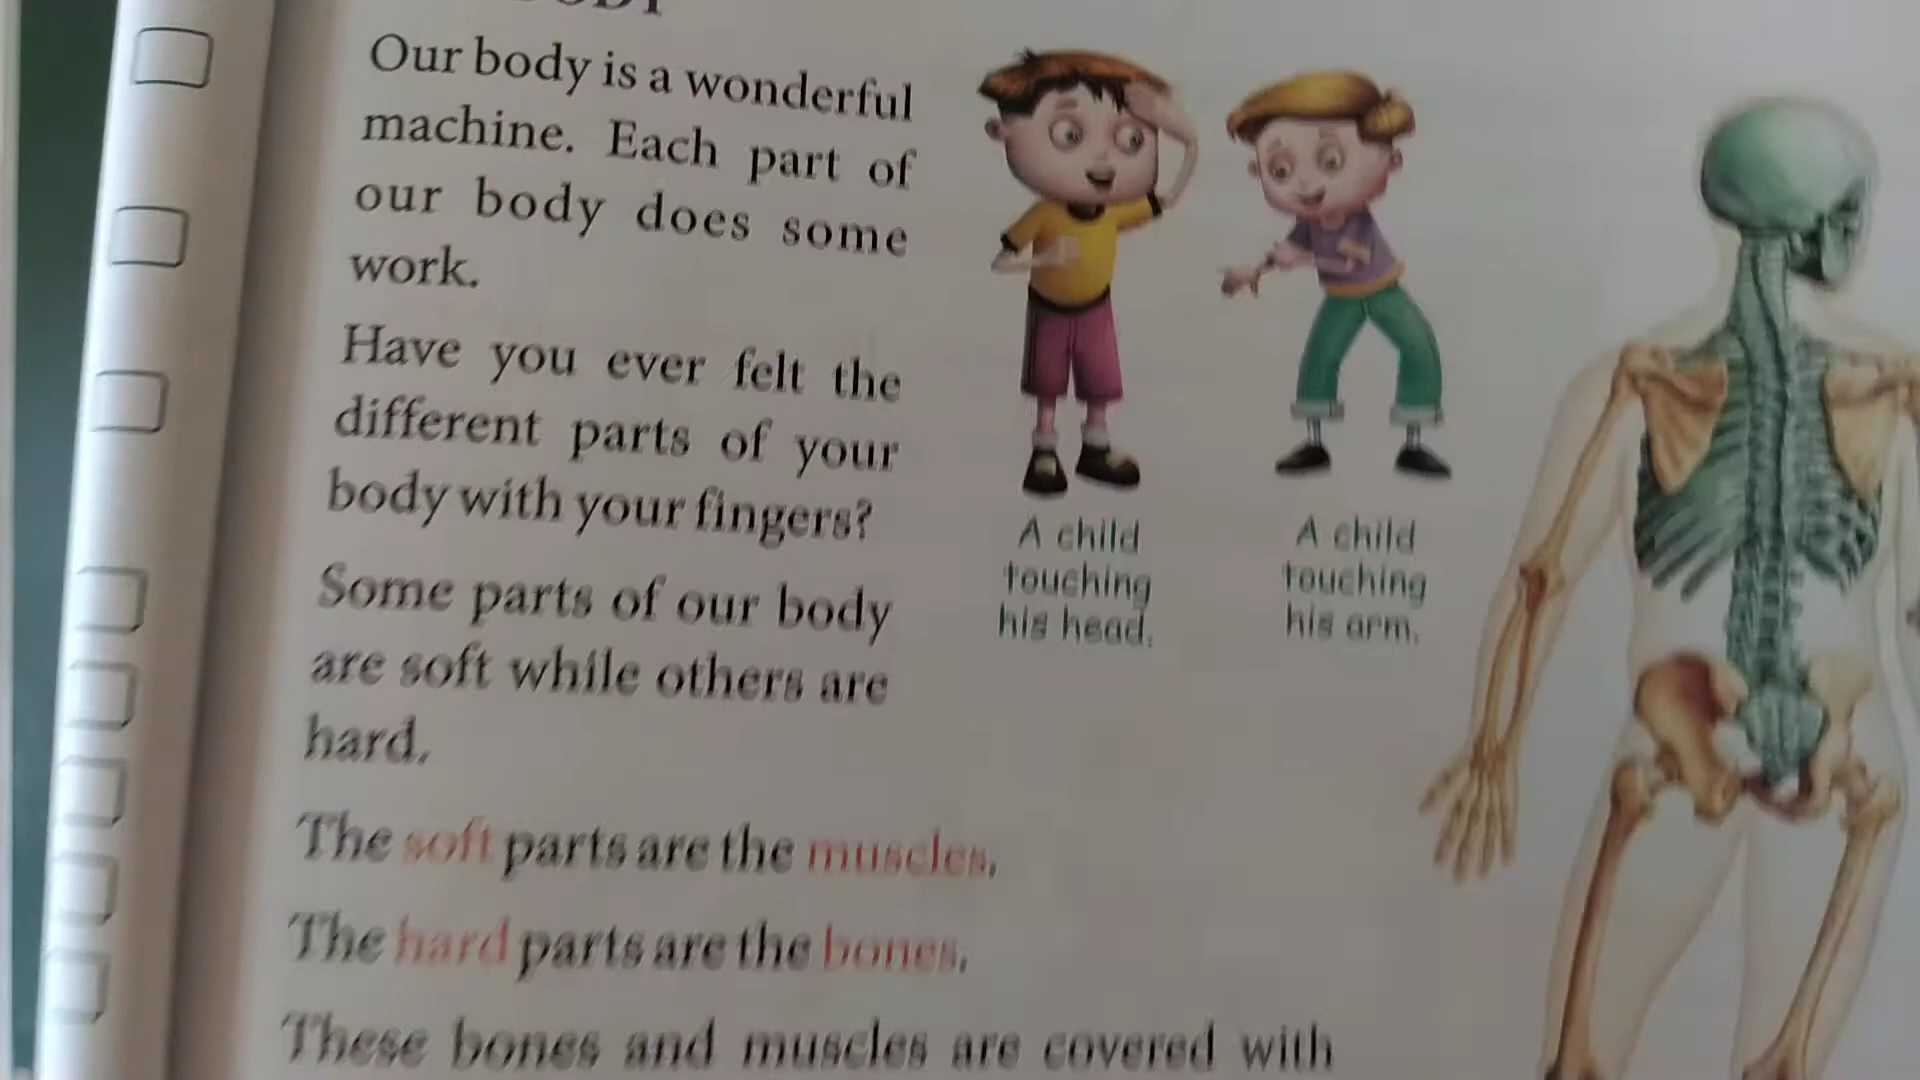 BODY
Our body is a wonderful
machine. Each part of
our body does some
work.
Have you ever felt the
different parts of your
body with your fingers?
Some parts of our body
are soft while others are
hard.
The soft parts are the muscles.
The hard parts are the bones.
These bones and muscles are covered with
A child
touching
his head.
A child
touching
his arm.